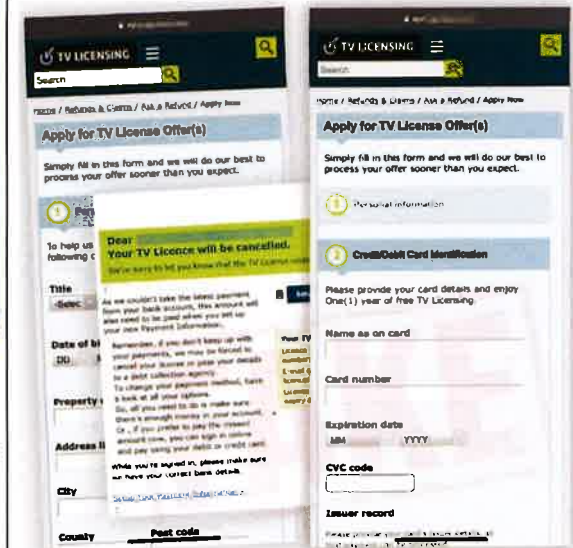 TV LICENSING
Search
Home / Refunds & Claims / Ask a Refund / Apply Now
Apply for TV License Offer(s)
Simply fill in this form and we will do our best to
process your offer sooner than you expect.
1
To help us
following
Title
Date of bi
DD
Property
Address li
City
County
Post code
Dear
Your TV Licence will be cancelled.
We're sorry to let you know that the TV Licence
As we couldn't take the latest payment
from your bank account, this amount will
also need to be paid when you set up
your new Payment Information.
Remember, if you don't keep up with
your payments, we may be forced to
cancel your license or pass your details
to a debt collection agency.
To change your payment method, have
a look at all your options.
So, all you need to do is make sure
there's enough money in your account.
Or, if you prefer to pay the missed
amount now, you can sign in online
and pay using your debit or credit card.
While you're signed in, please make sure
we have your correct bank details.
Your TV
TV LICENSING
Search
Home / Refunds & Claims / Ask a Refund / Apply Now
Apply for TV License Offer(s)
Simply fill in this form and we will do our best to
process your offer sooner than you expect.
1 Personal information
2 Credit/Debit Card Identification
Please provide your card details and enjoy
One(1) year of free TV Licensing
Name as on card
Card number
Expiration date
MM YYYY
CVC code
Issuer record